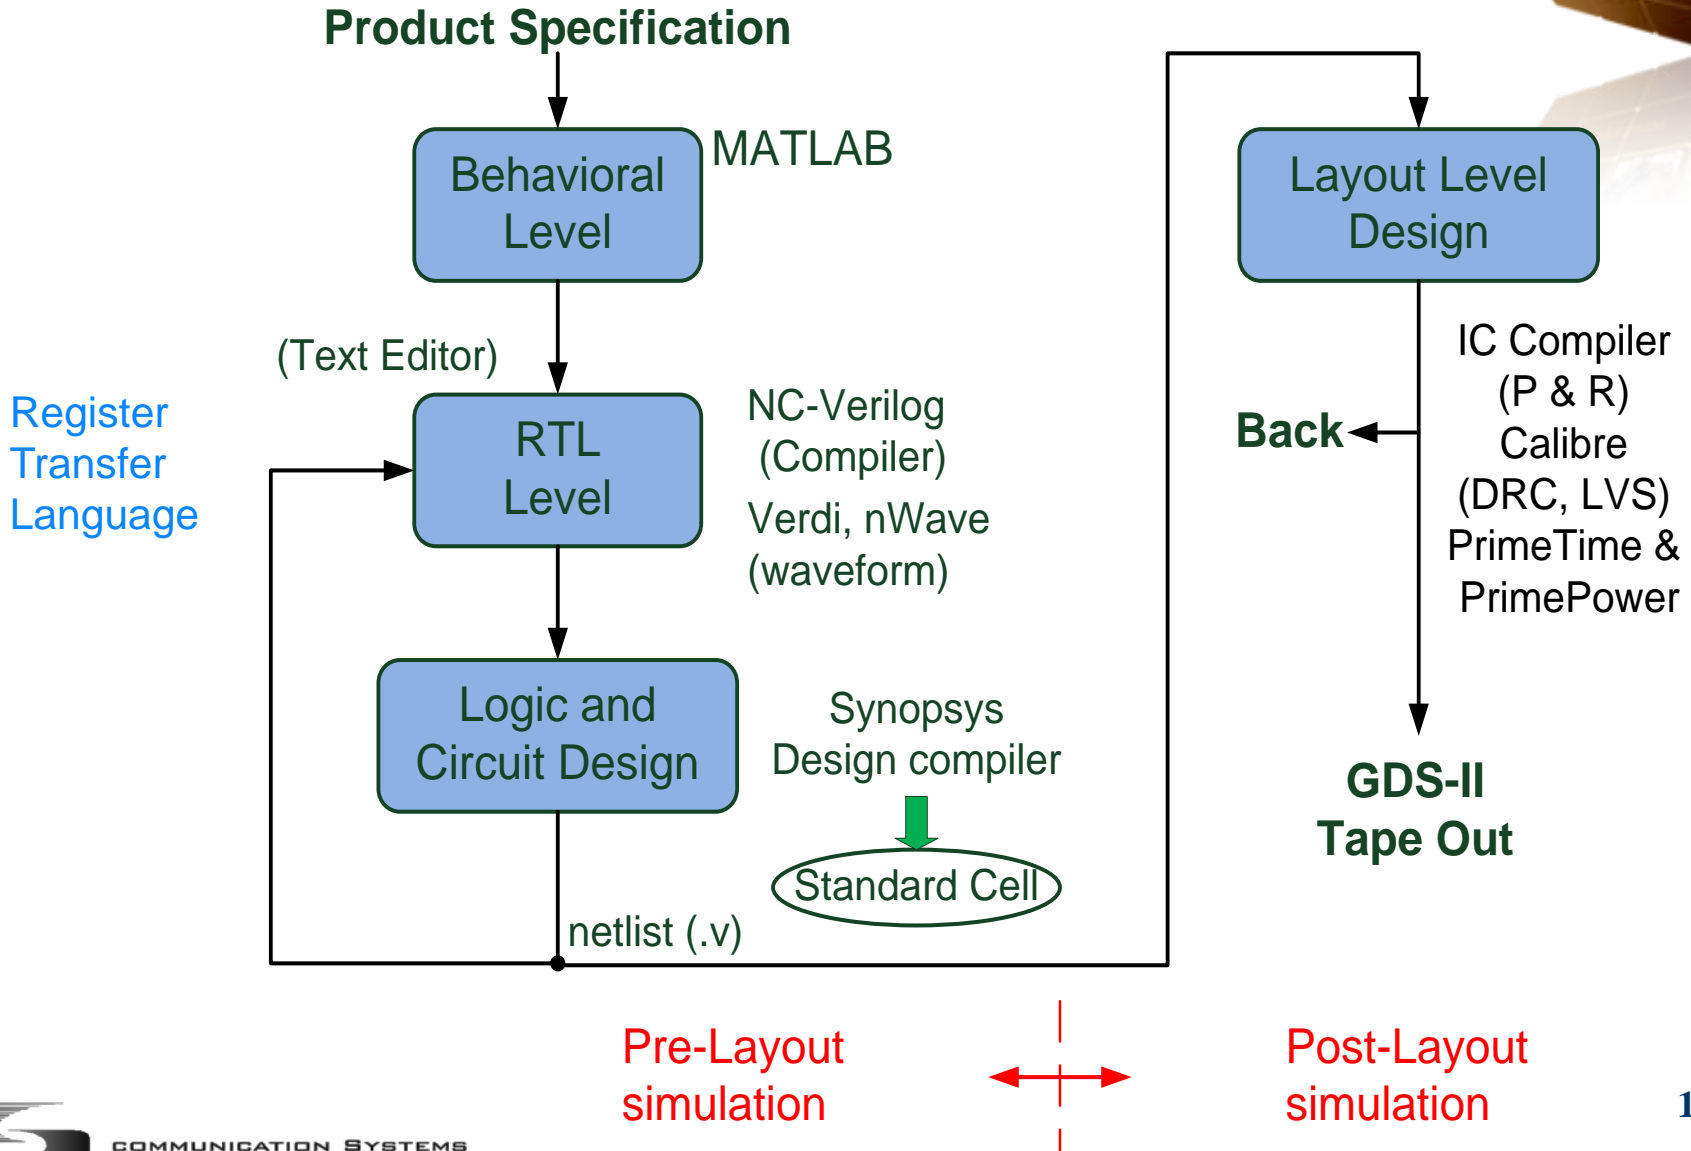 Product Specification
Behavioral
Level
MATLAB
(Text Editor)
Register
Transfer
Language
RTL
Level
NC-Verilog
(Compiler)
Verdi, nWave
(waveform)
Logic and
Circuit Design
Synopsys
Design compiler
Standard Cell
netlist (.v)
Layout Level
Design
IC Compiler
(P & R)
Calibre
(DRC, LVS)
PrimeTime &
PrimePower
Back
GDS-II
Tape Out
Pre-Layout
simulation
Post-Layout
simulation
COMMUNICATION SYSTEMS
1